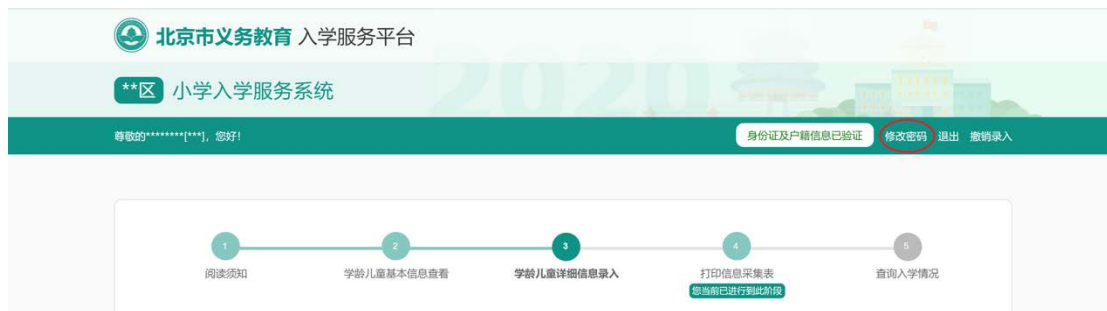 北京市义务教育 入学服务平台
2020
**区 小学入学服务系统
尊敬的********[***]，您好! 身份证及户籍信息已验证 修改密码 退出 撤销录入
1 2 3 4 5
阅读须知 学龄儿童基本信息查看 学龄儿童详细信息录入 打印信息采集表 查询入学情况
您当前已进行到此阶段